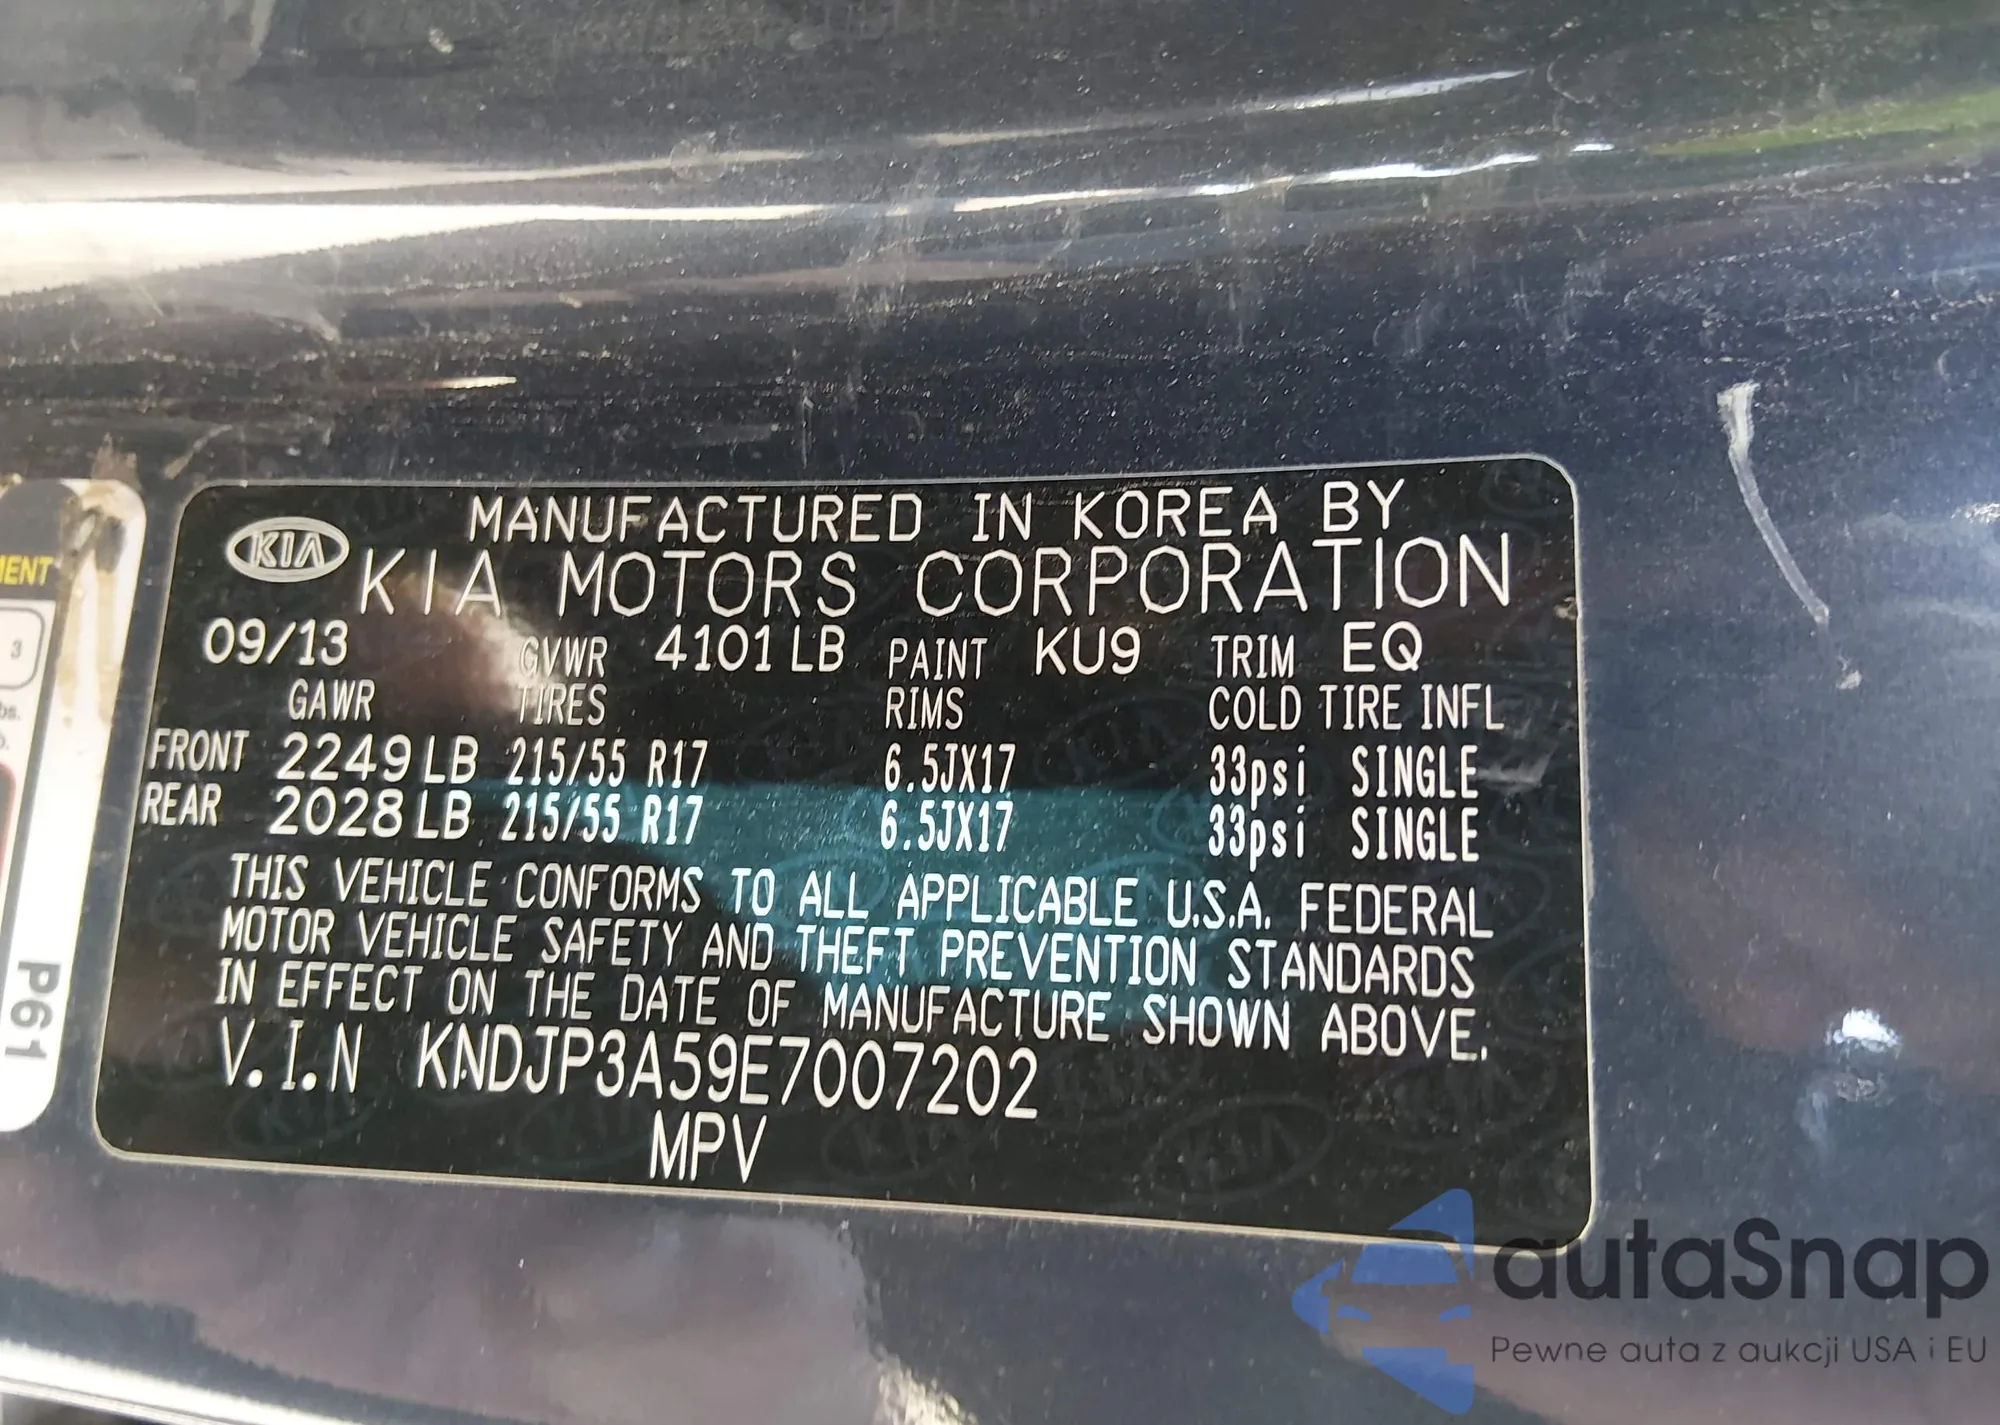 MANUFACTURED IN KOREA BY
KIA KIA MOTORS CORPORATION
09/13 GVWR 4101 LB PAINT KU9 TRIM EQ
GAWR TIRES RIMS COLD TIRE INFL
FRONT 2249 LB 215/55 R17 6.5JX17 33psi SINGLE
REAR 2028 LB 215/55 R17 6.5JX17 33psi SINGLE
THIS VEHICLE CONFORMS TO ALL APPLICABLE U.S.A. FEDERAL
MOTOR VEHICLE SAFETY AND THEFT PREVENTION STANDARDS
IN EFFECT ON THE DATE OF MANUFACTURE SHOWN ABOVE.
V.I.N KNDJP3A59E7007202
MPV
3
P61
autaSnap
Pewne auta z aukcji USA i EU